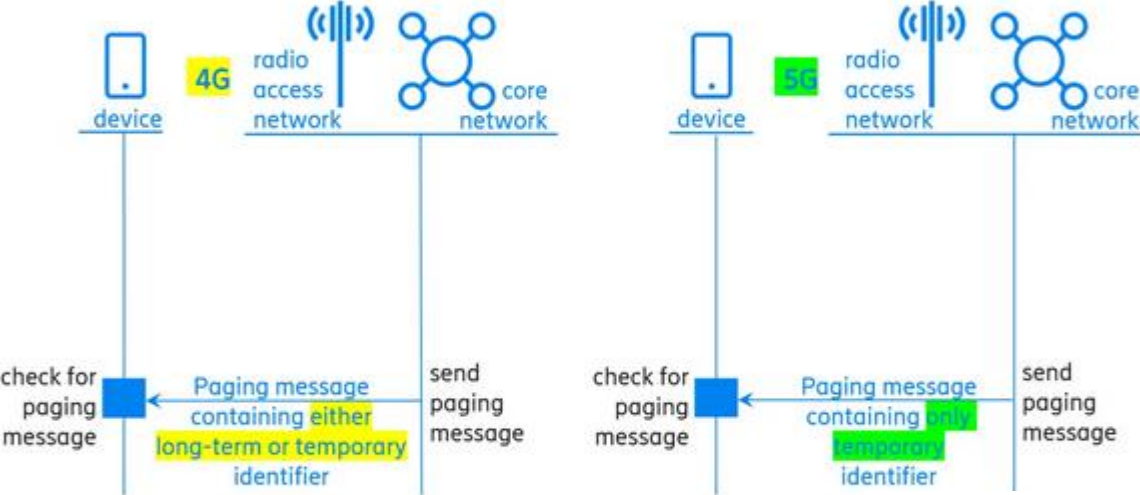 4G
radio
access
network
core
network
device
check for
paging
message
Paging message
containing either
long-term or temporary
identifier
send
paging
message
5G
radio
access
network
core
network
device
check for
paging
message
Paging message
containing only
temporary
identifier
send
paging
message